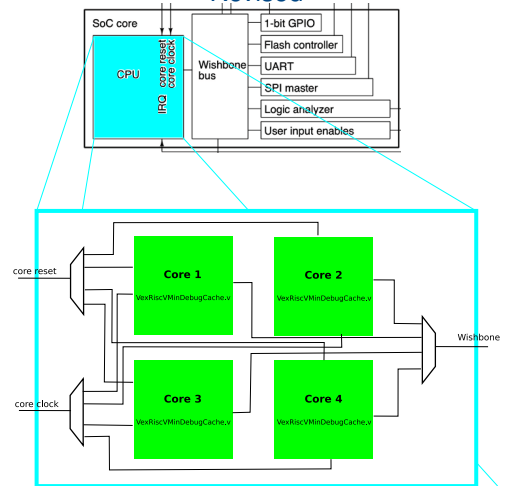 Revised
SoC core
1-bit GPIO
Flash controller
UART
SPI master
Logic analyzer
User input enables
Wishbone
bus
CPU
IRQ
core reset
core clock
core reset
core clock
Core 1
VexRiscVMinDebugCache.v
Core 2
VexRiscVMinDebugCache.v
Wishbone
Core 3
VexRiscVMinDebugCache.v
Core 4
VexRiscVMinDebugCache.v